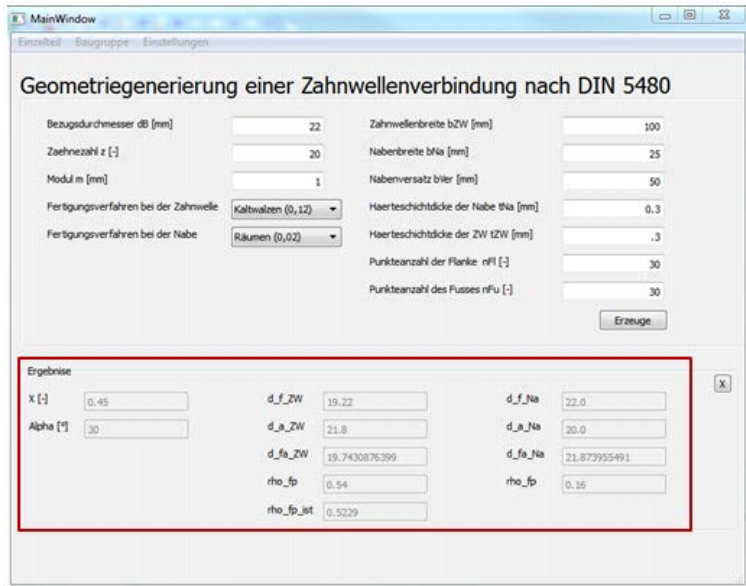 MainWindow
Einzelteil Baugruppe Einstellungen
Geometriegenerierung einer Zahnwellenverbindung nach DIN 5480
Bezugsdurchmesser dB [mm] 22 Zahnwellenbreite bZW [mm] 100
Zaehnezahl z [-] 20 Nabenbreite bNa [mm] 25
Modul m [mm] 1 Nabenversatz bVer [mm] 50
Fertigungsverfahren bei der Zahnwelle Kaltwalzen (0,12) Haerteschichtdicke der Nabe tNa [mm] 0.3
Fertigungsverfahren bei der Nabe Räumen (0,02) Haerteschichtdicke der ZW tZW [mm] .3
Punkteanzahl der Flanke nFl [-] 30
Punkteanzahl des Fusses nFu [-] 30
Erzeuge
Ergebnise
X
X [-] 0.45 d_f_ZW 19.22 d_f_Na 22.0
Alpha [°] 30 d_a_ZW 21.8 d_a_Na 20.0
d_fa_ZW 19.7430876399 d_fa_Na 21.873955491
rho_fp 0.54 rho_fp 0.16
rho_fp_ist 0.5229